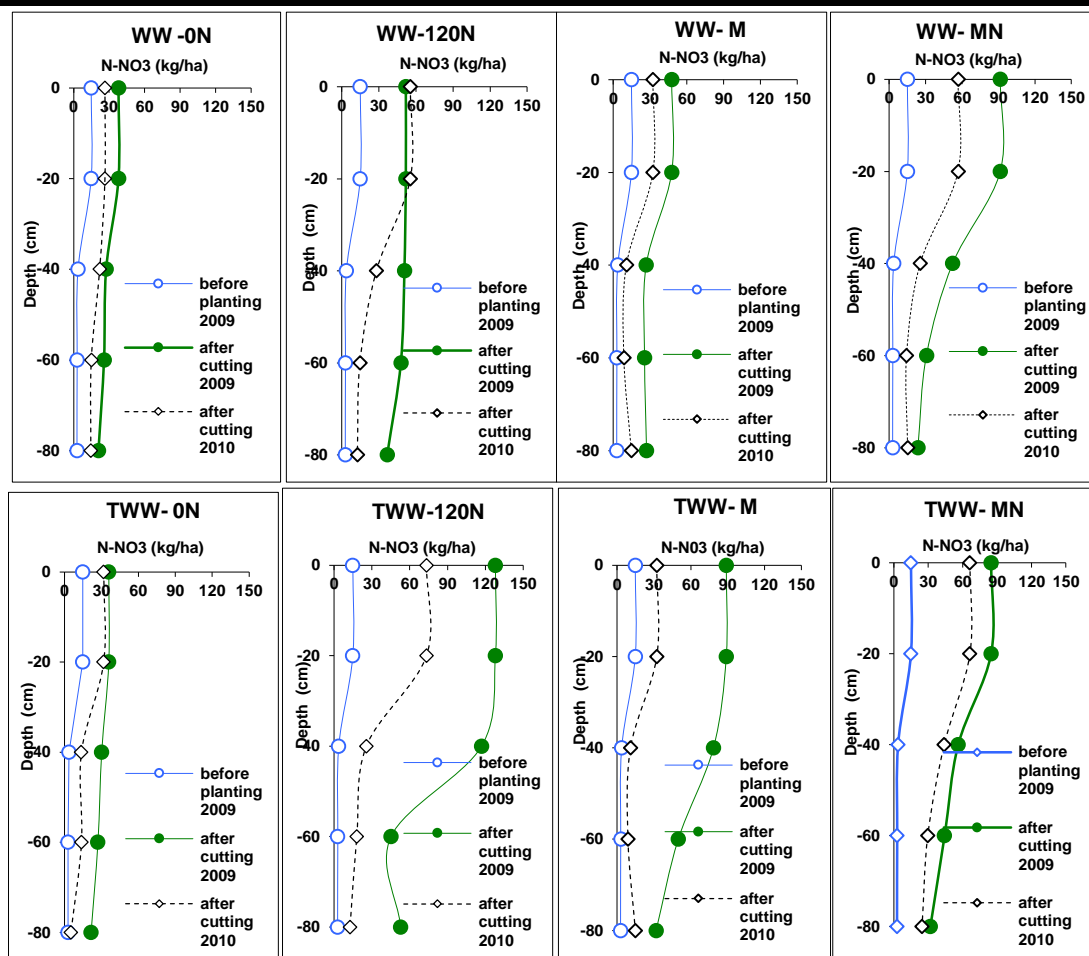 WW -0N
N-NO3 (kg/ha)
0 30 60 90 120 150
0
-20
-40
-60
-80
Depth (cm)
before
planting
2009
after
cutting
2009
after
cutting
2010
WW-120N
N-NO3 (kg/ha)
0 30 60 90 120 150
0
-20
-40
-60
-80
Depth (cm)
before
planting
2009
after
cutting
2009
after
cutting
2010
WW- M
N-NO3 (kg/ha)
0 30 60 90 120 150
0
-20
-40
-60
-80
Depth (cm)
before
planting
2009
after
cutting
2009
after
cutting
2010
WW- MN
N-NO3 (kg/ha)
0 30 60 90 120 150
0
-20
-40
-60
-80
Depth (cm)
before
planting
2009
after
cutting
2009
after
cutting
2010
TWW- 0N
N-NO3 (kg/ha)
0 30 60 90 120 150
0
-20
-40
-60
-80
Depth (cm)
before
planting
2009
after
cutting
2009
after
cutting
2010
TWW-120N
N-NO3 (kg/ha)
0 30 60 90 120 150
0
-20
-40
-60
-80
Depth (cm)
before
planting
2009
after
cutting
2009
after
cutting
2010
TWW- M
N-N03 (kg/ha)
0 30 60 90 120 150
0
-20
-40
-60
-80
Depth (cm)
before
planting
2009
after
cutting
2009
after
cutting
2010
TWW- MN
N-NO3 (kg/ha)
0 30 60 90 120 150
0
-20
-40
-60
-80
Depth (cm)
before
planting
2009
after
cutting
2009
after
cutting
2010